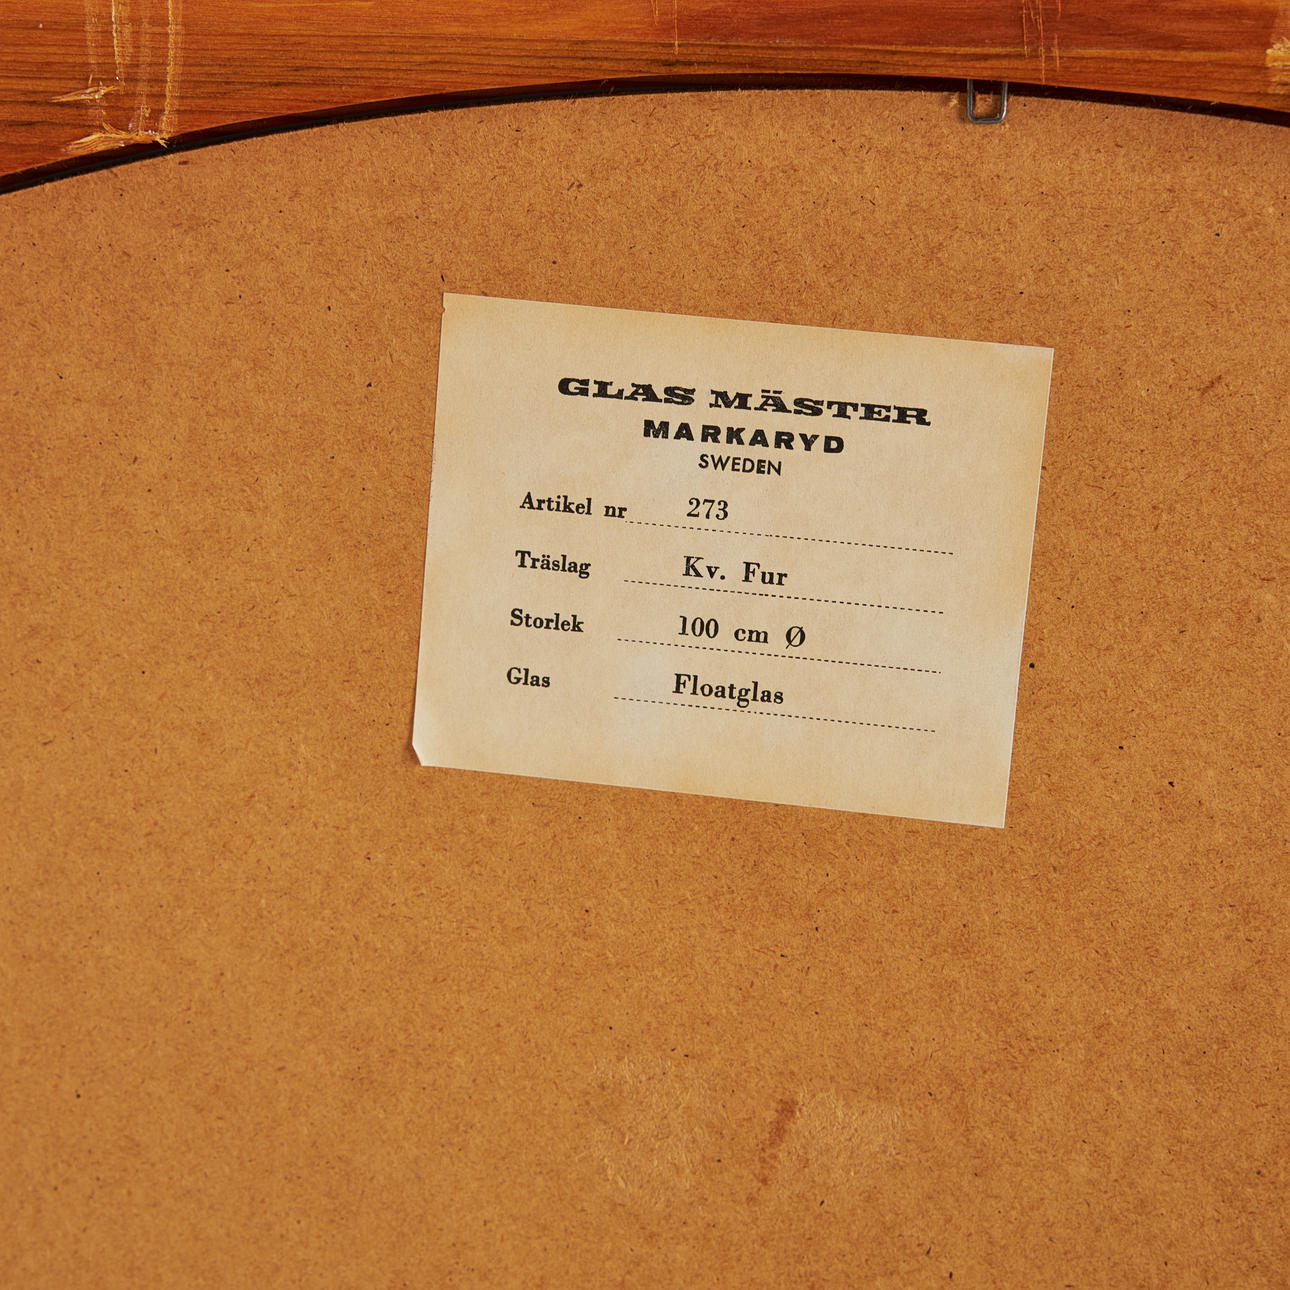 GLAS MÄSTER
MARKARYD
SWEDEN
Artikel nr 273
Träslag Kv. Fur
Storlek 100 cm Ø
Glas Floatglas